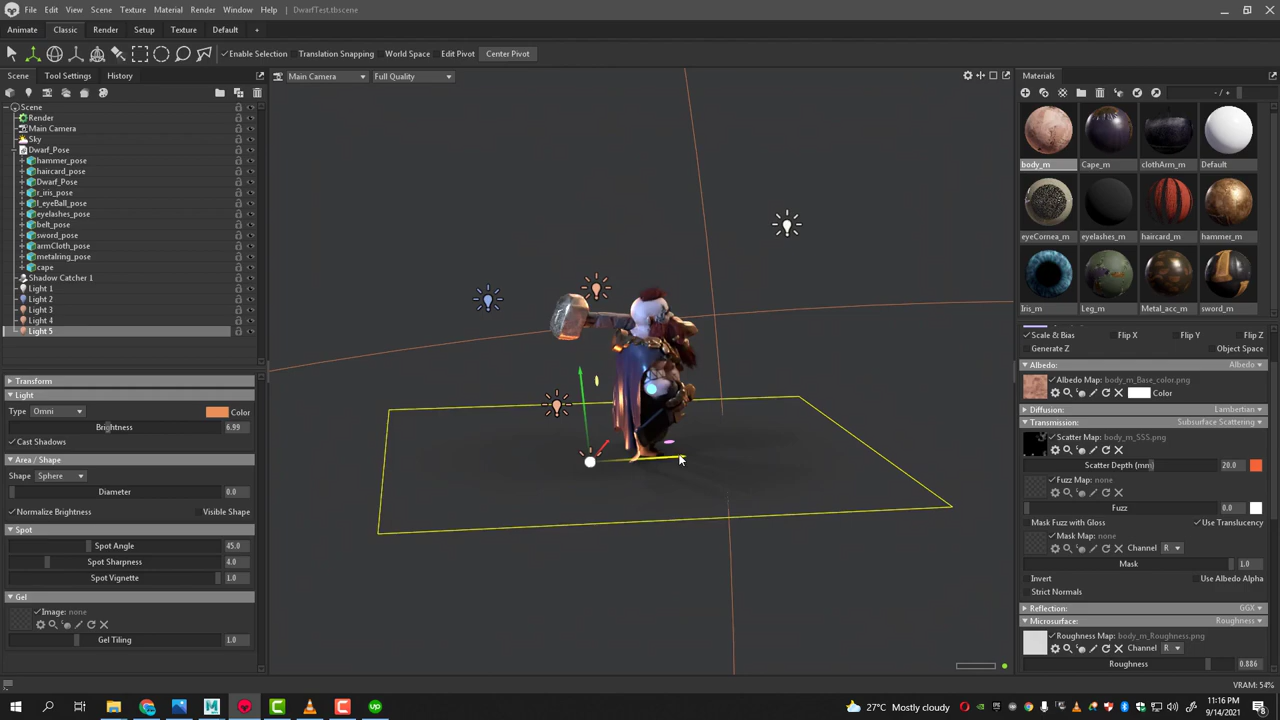 File Edit View Scene Texture Material Render Window Help DwarfTest.tbscene
Animate Classic Render Setup Texture Default +
Enable Selection Translation Snapping World Space Edit Pivot Center Pivot
Scene Tool Settings History
Main Camera Full Quality
Materials
- / +
Scene
Render
Main Camera
Sky
Dwarf_Pose
hammer_pose
haircard_pose
Dwarf_Pose
r_iris_pose
l_eyeBall_pose
eyelashes_pose
belt_pose
sword_pose
armCloth_pose
metalring_pose
cape
Shadow Catcher 1
Light 1
Light 2
Light 3
Light 4
Light 5
Transform
Light
Type Omni Color
Brightness 6.99
Cast Shadows
Area / Shape
Shape Sphere
Diameter 0.0
Normalize Brightness Visible Shape
Spot
Spot Angle 45.0
Spot Sharpness 4.0
Spot Vignette 1.0
Gel
Image: none
Gel Tiling 1.0
body_m Cape_m clothArm_m Default
eyeCornea_m eyelashes_m haircard_m hammer_m
Iris_m Leg_m Metal_acc_m sword_m
Scale & Bias Flip X Flip Y Flip Z
Generate Z Object Space
Albedo: Albedo
Albedo Map: body_m_Base_color.png
Color
Diffusion: Lambertian
Transmission: Subsurface Scattering
Scatter Map: body_m_SSS.png
Scatter Depth (mm) 20.0
Fuzz Map: none
Fuzz 0.0
Mask Fuzz with Gloss Use Translucency
Mask Map: none
Channel R
Mask 1.0
Invert Use Albedo Alpha
Strict Normals
Reflection: GGX
Microsurface: Roughness
Roughness Map: body_m_Roughness.png
Channel R
Roughness 0.886
VRAM: 54%
27°C Mostly cloudy
11:16 PM
9/14/2021